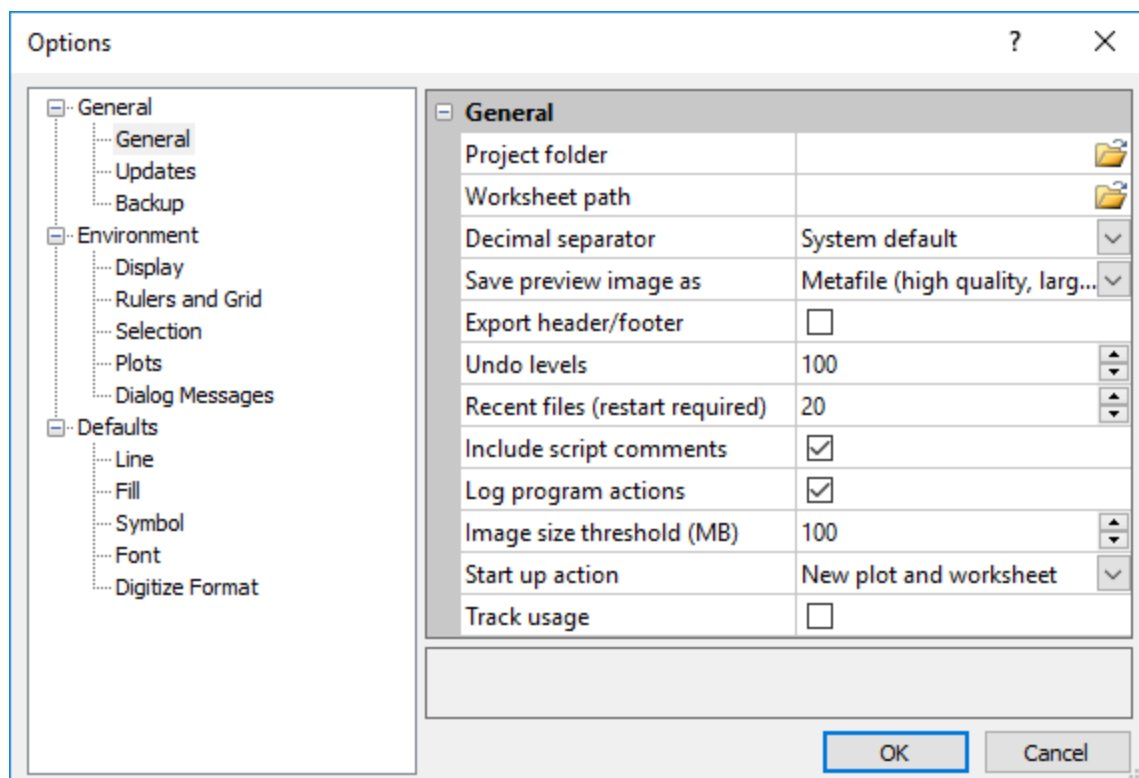 Options
?
General
General
Updates
Backup
Environment
Display
Rulers and Grid
Selection
Plots
Dialog Messages
Defaults
Line
Fill
Symbol
Font
Digitize Format
General
Project folder
Worksheet path
Decimal separator System default
Save preview image as Metafile (high quality, larg...
Export header/footer
Undo levels 100
Recent files (restart required) 20
Include script comments
Log program actions
Image size threshold (MB) 100
Start up action New plot and worksheet
Track usage
OK Cancel